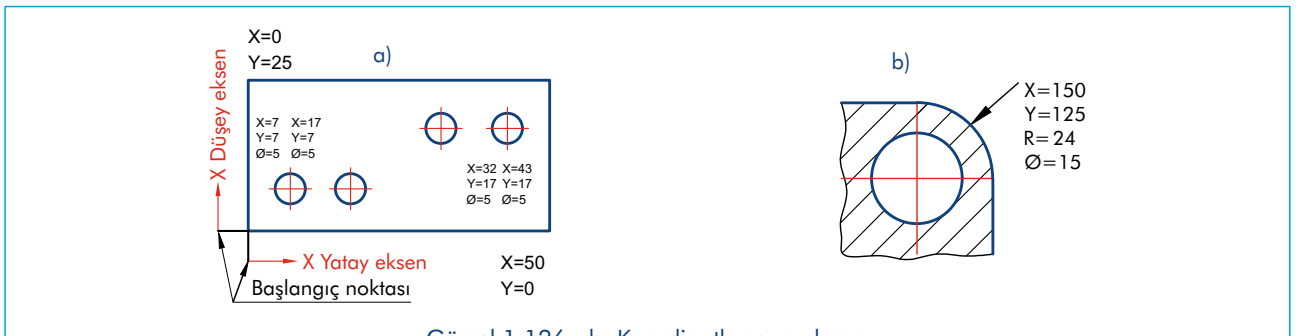 X=0
Y=25
a)
X Düşey eksen
X=7 X=17
Y=7 Y=7
Ø=5 Ø=5
X=32 X=43
Y=17 Y=17
Ø=5 Ø=5
X Yatay eksen
Başlangıç noktası
X=50
Y=0
b)
X=150
Y=125
R=24
Ø=15